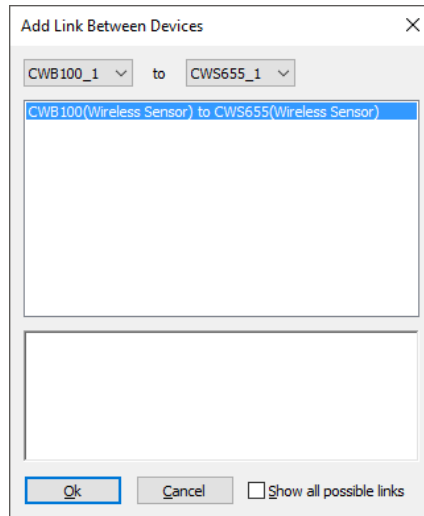 Add Link Between Devices
CWB100_1 to CWS655_1
CWB100(Wireless Sensor) to CWS655(Wireless Sensor)
Ok Cancel Show all possible links